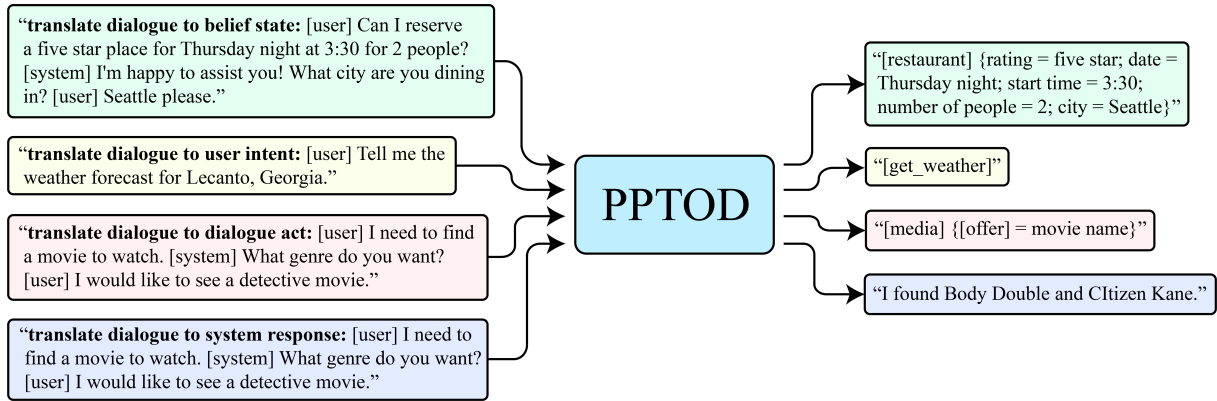 “translate dialogue to belief state: [user] Can I reserve
a five star place for Thursday night at 3:30 for 2 people?
[system] I'm happy to assist you! What city are you dining
in? [user] Seattle please.”
“translate dialogue to user intent: [user] Tell me the
weather forecast for Lecanto, Georgia.”
“translate dialogue to dialogue act: [user] I need to find
a movie to watch. [system] What genre do you want?
[user] I would like to see a detective movie.”
“translate dialogue to system response: [user] I need to
find a movie to watch. [system] What genre do you want?
[user] I would like to see a detective movie.”
PPTOD
“[restaurant] {rating = five star; date =
Thursday night; start time = 3:30;
number of people = 2; city = Seattle}”
“[get_weather]”
“[media] {[offer] = movie name}”
“I found Body Double and CItizen Kane.”